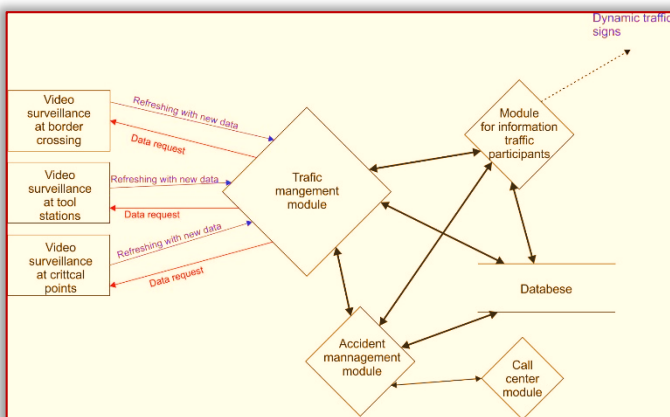 Dynamic traffic
signs
Video
surveillance
at border
crossing
Refreshing with new data
Data request
Module
for information
traffic
participants
Video
surveillance
at tool
stations
Refreshing with new data
Data request
Trafic
mangement
module
Video
surveillance
at crittcal
points
Refreshing with new data
Data request
Databese
Accident
mannagement
module
Call
center
module